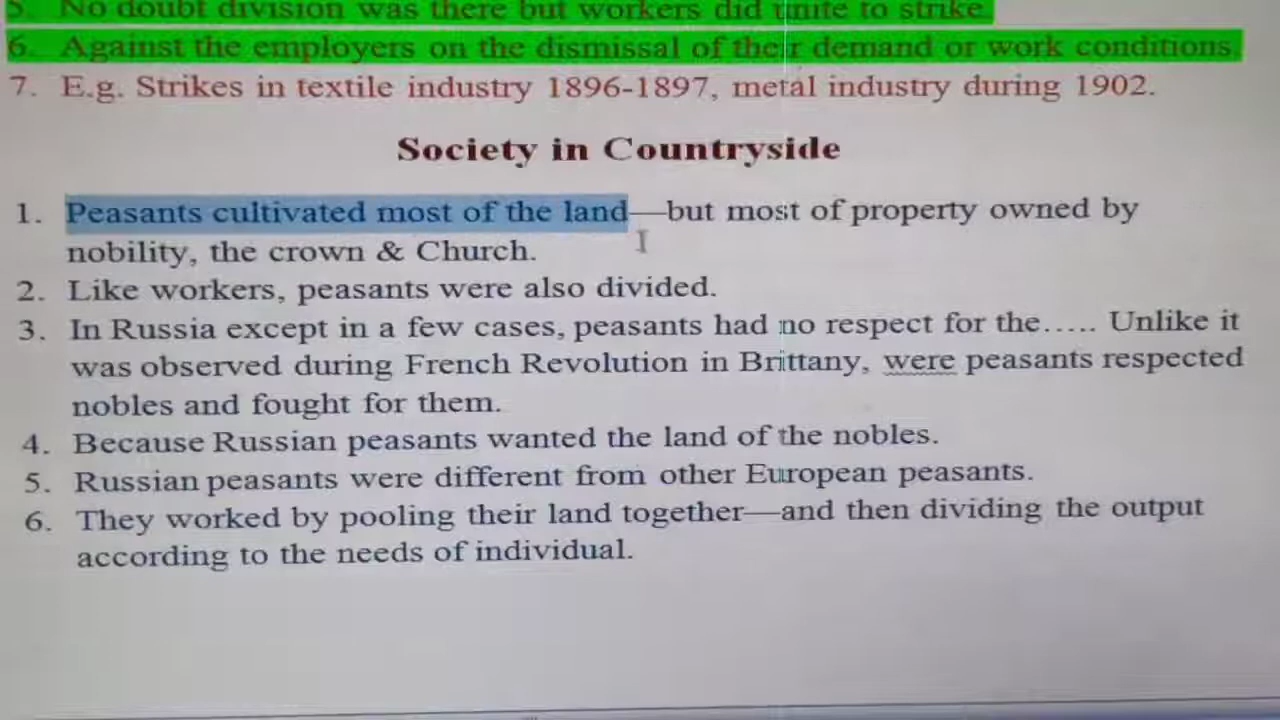 5. No doubt division was there but workers did unite to strike
6. Against the employers on the dismissal of their demand or work conditions.
7. E.g. Strikes in textile industry 1896-1897, metal industry during 1902.
Society in Countryside
1. Peasants cultivated most of the land—but most of property owned by
nobility, the crown & Church.
2. Like workers, peasants were also divided.
3. In Russia except in a few cases, peasants had no respect for the..... Unlike it
was observed during French Revolution in Brittany, were peasants respected
nobles and fought for them.
4. Because Russian peasants wanted the land of the nobles.
5. Russian peasants were different from other European peasants.
6. They worked by pooling their land together—and then dividing the output
according to the needs of individual.